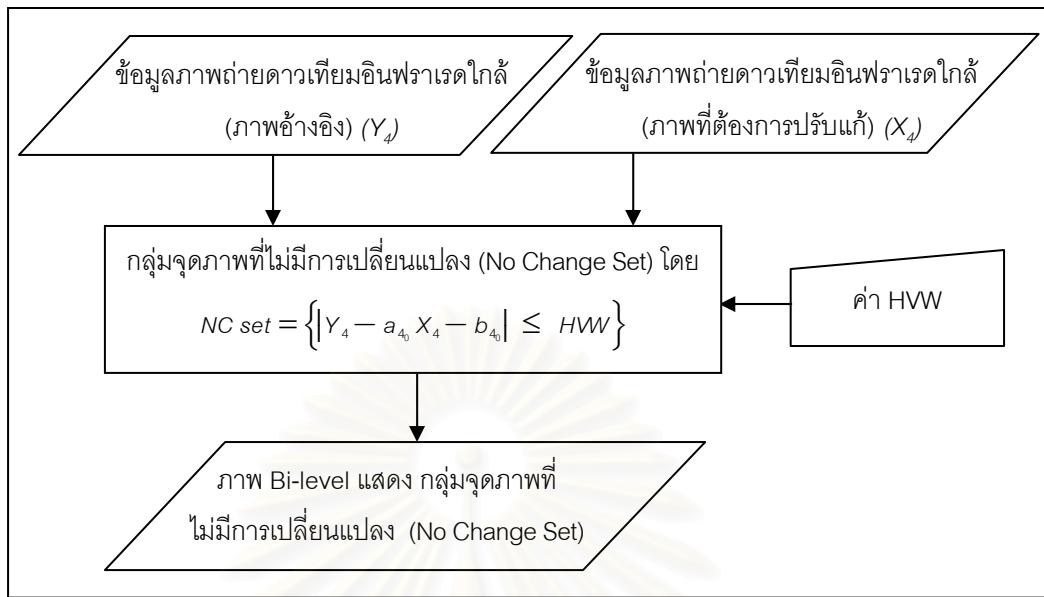 ข้อมูลภาพถ่ายดาวเทียมอินฟราเรดใกล้
(ภาพอ้างอิง) (Y₄)
ข้อมูลภาพถ่ายดาวเทียมอินฟราเรดใกล้
(ภาพที่ต้องการปรับแก้) (X₄)
กลุ่มจุดภาพที่ไม่มีการเปลี่ยนแปลง (No Change Set) โดย
NC set = {|Y₄ − a₄₀ X₄ − b₄₀| ≤ HVW}
ค่า HVW
ภาพ Bi-level แสดง กลุ่มจุดภาพที่
ไม่มีการเปลี่ยนแปลง (No Change Set)